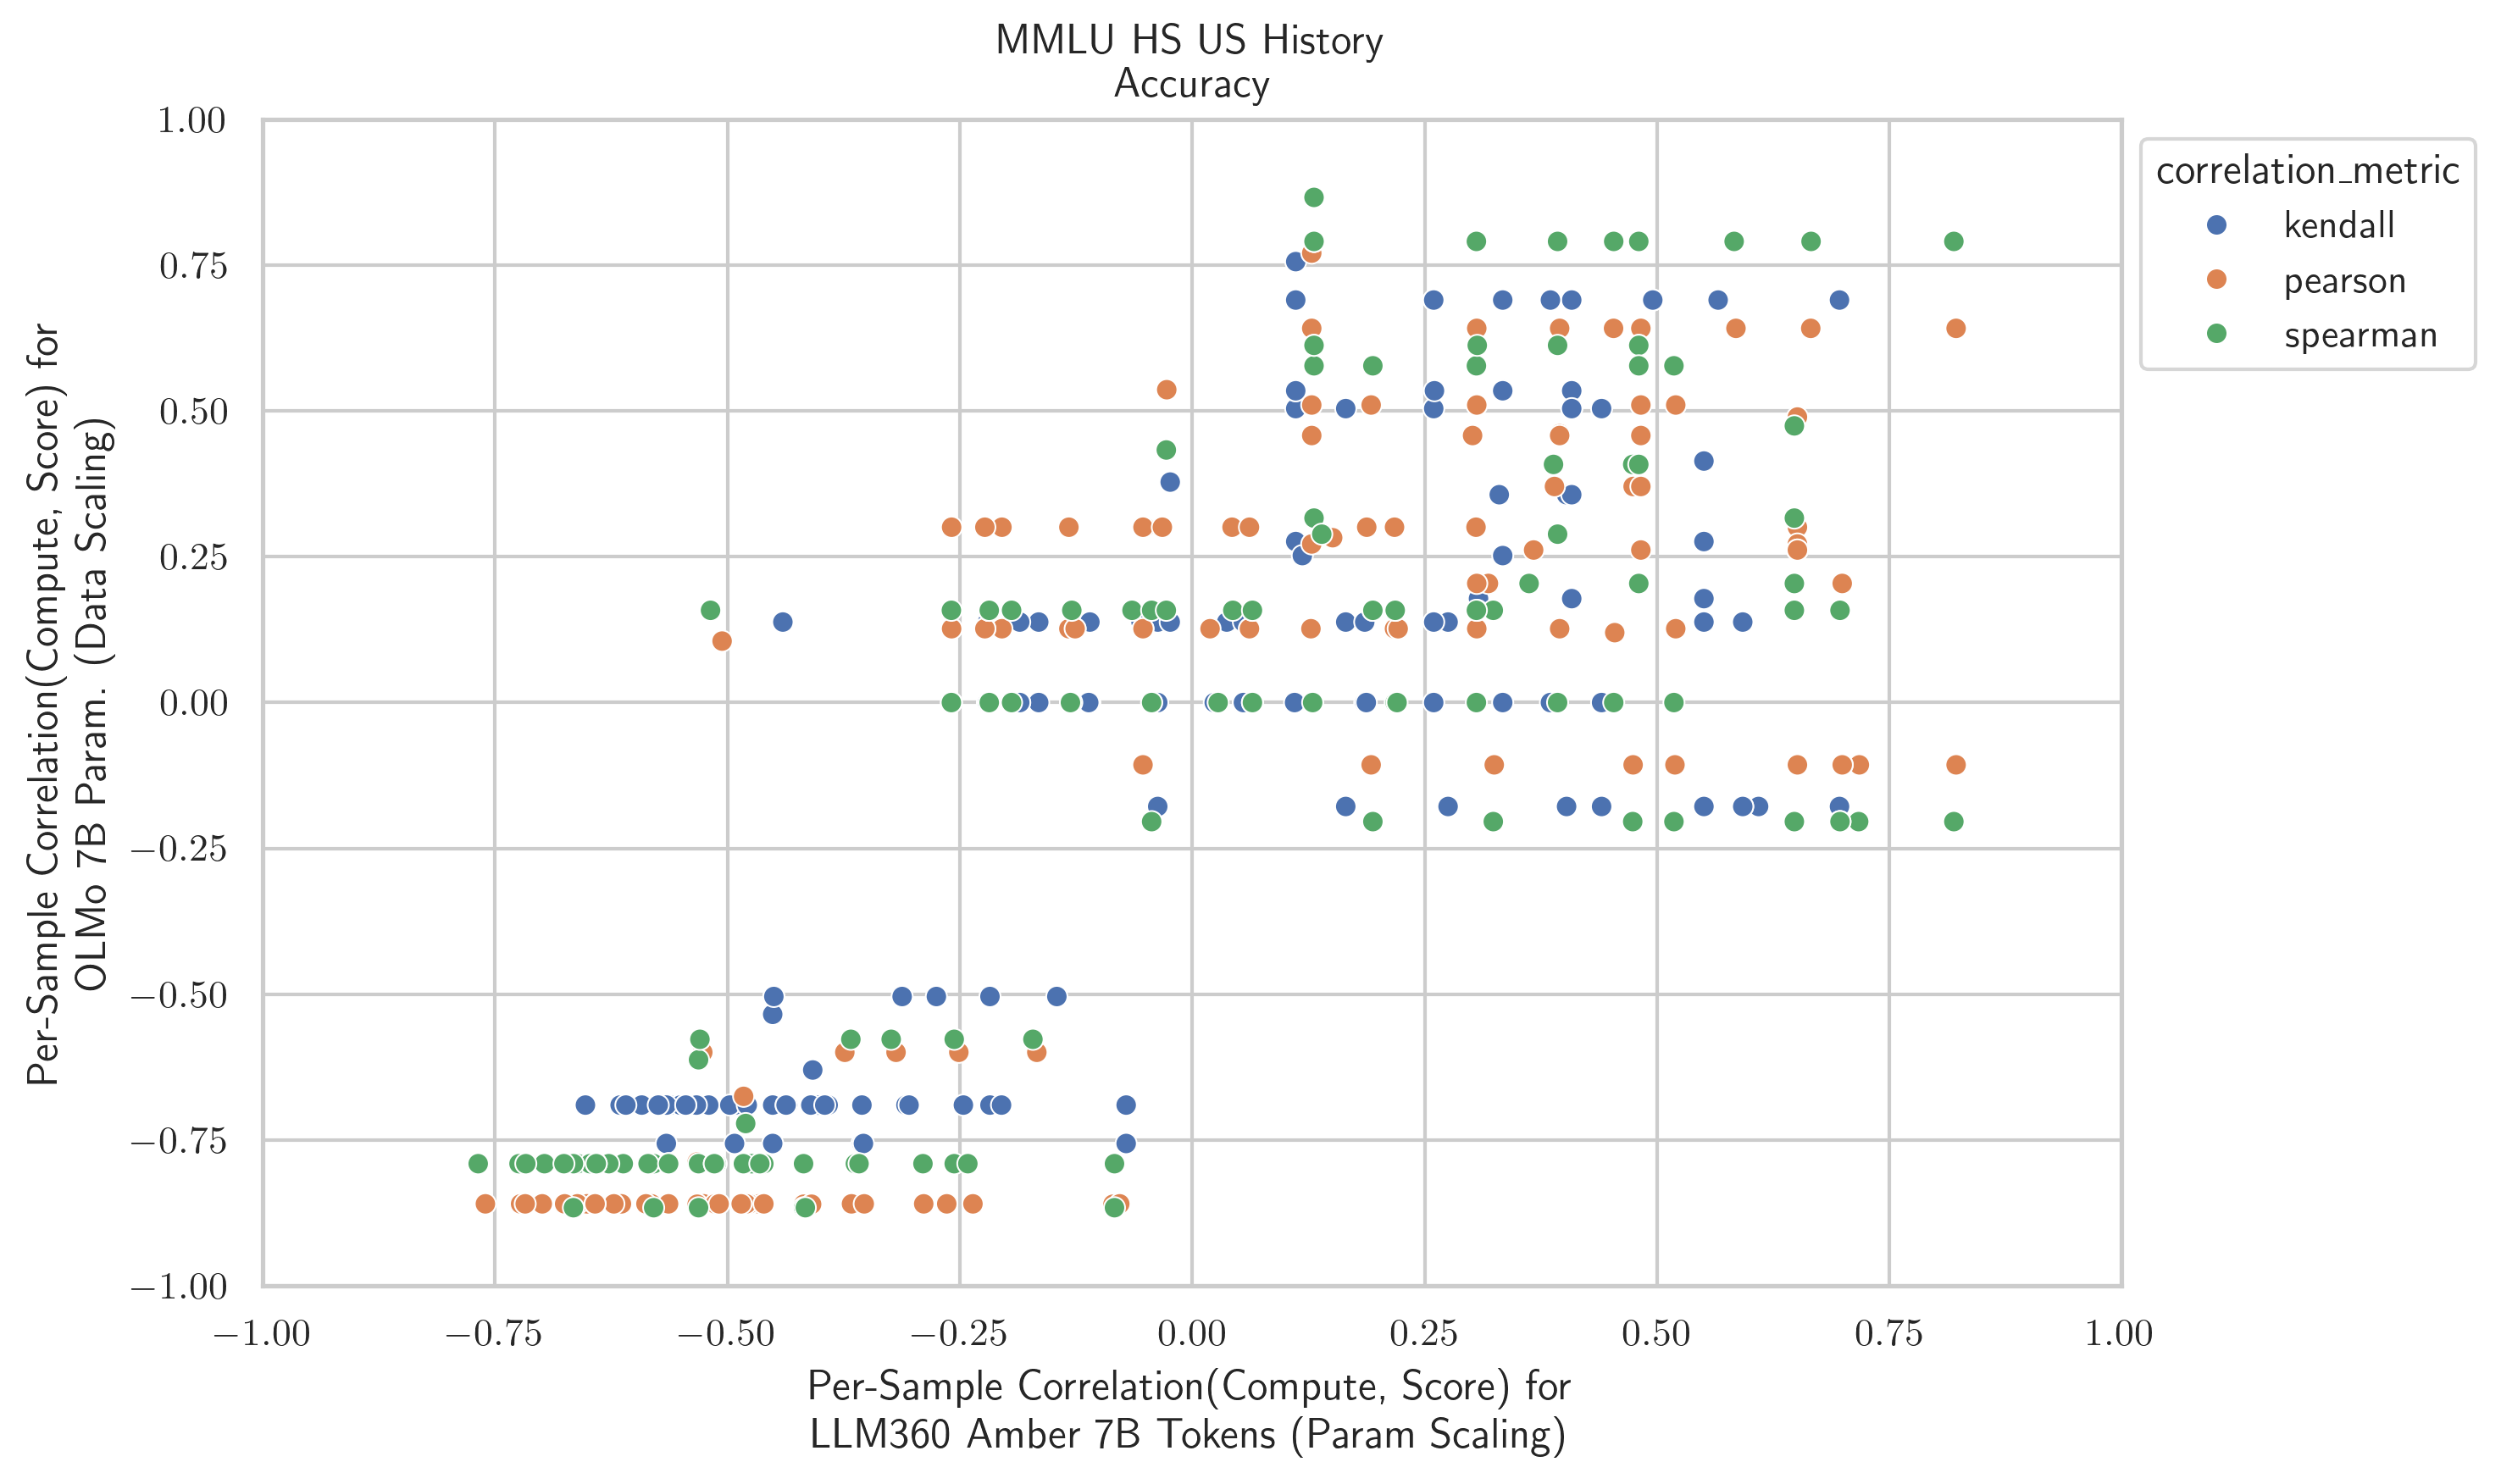 MMLU HS US History
Accuracy
Per-Sample Correlation(Compute, Score) for
OLMo 7B Param. (Data Scaling)
1.00
0.75
0.50
0.25
0.00
−0.25
−0.50
−0.75
−1.00
−1.00 −0.75 −0.50 −0.25 0.00 0.25 0.50 0.75 1.00
Per-Sample Correlation(Compute, Score) for
LLM360 Amber 7B Tokens (Param Scaling)
correlation_metric
kendall
pearson
spearman